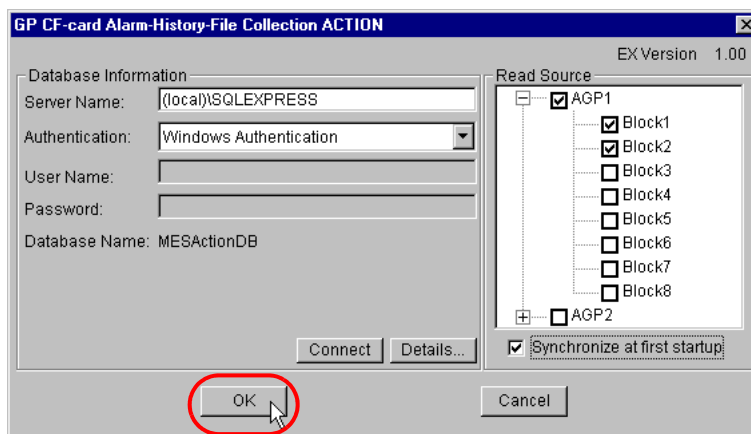 GP CF-card Alarm-History-File Collection ACTION
EX Version 1.00
Database Information
Server Name: (local)\SQLEXPRESS
Authentication: Windows Authentication
User Name:
Password:
Database Name: MESActionDB
Connect Details...
Read Source
AGP1
Block1
Block2
Block3
Block4
Block5
Block6
Block7
Block8
AGP2
Synchronize at first startup
OK Cancel